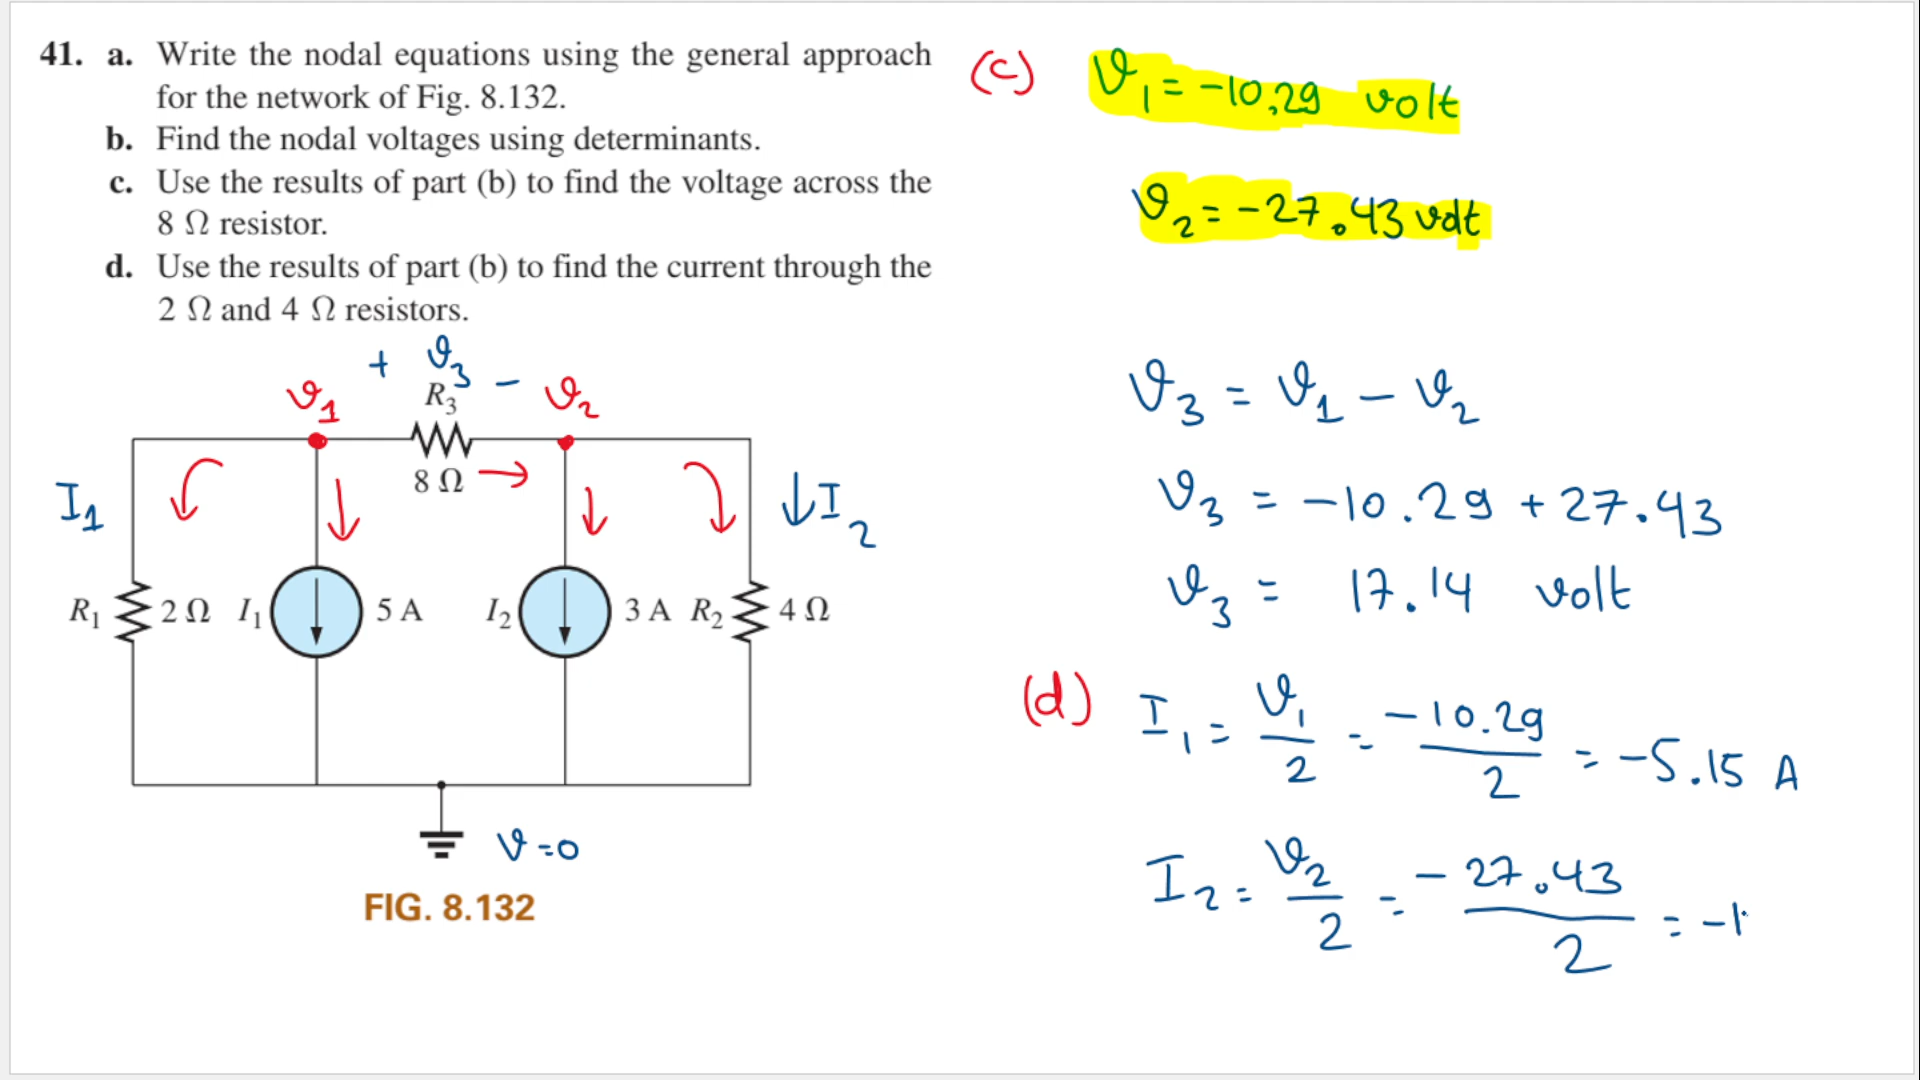 41. a. Write the nodal equations using the general approach
for the network of Fig. 8.132.
b. Find the nodal voltages using determinants.
c. Use the results of part (b) to find the voltage across the
8 Ω resistor.
d. Use the results of part (b) to find the current through the
2 Ω and 4 Ω resistors.
+ v₃ −
v₁
R₃
v₂
8 Ω
I₁
I₂
R₁ 2 Ω I₁ 5 A I₂ 3 A R₂ 4 Ω
v=0
FIG. 8.132
(c) v₁ = -10.29 volt
v₂ = -27.43 volt
v₃ = v₁ − v₂
v₃ = -10.29 + 27.43
v₃ = 17.14 volt
(d) I₁ = v₁/2 = -10.29/2 = -5.15 A
I₂ = v₂/2 = -27.43/2 = -1